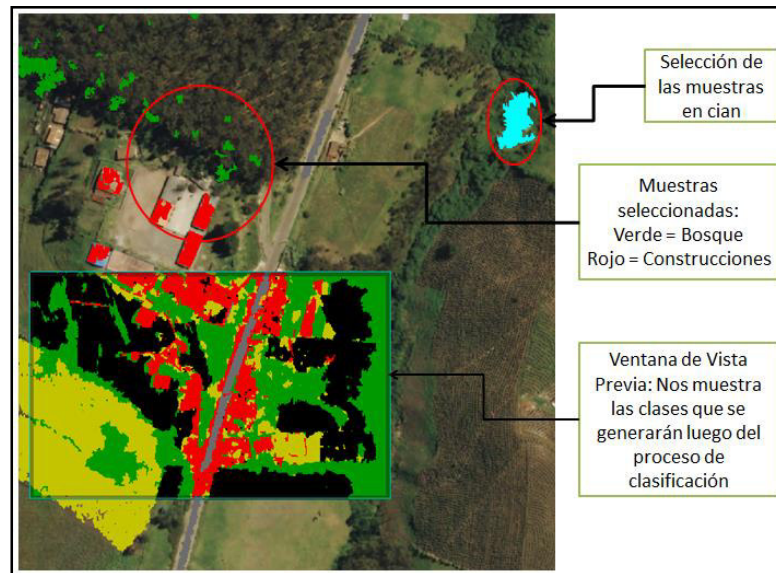 Selección de
las muestras
en cian
Muestras
seleccionadas:
Verde = Bosque
Rojo = Construcciones
Ventana de Vista
Previa: Nos muestra
las clases que se
generarán luego del
proceso de
clasificación